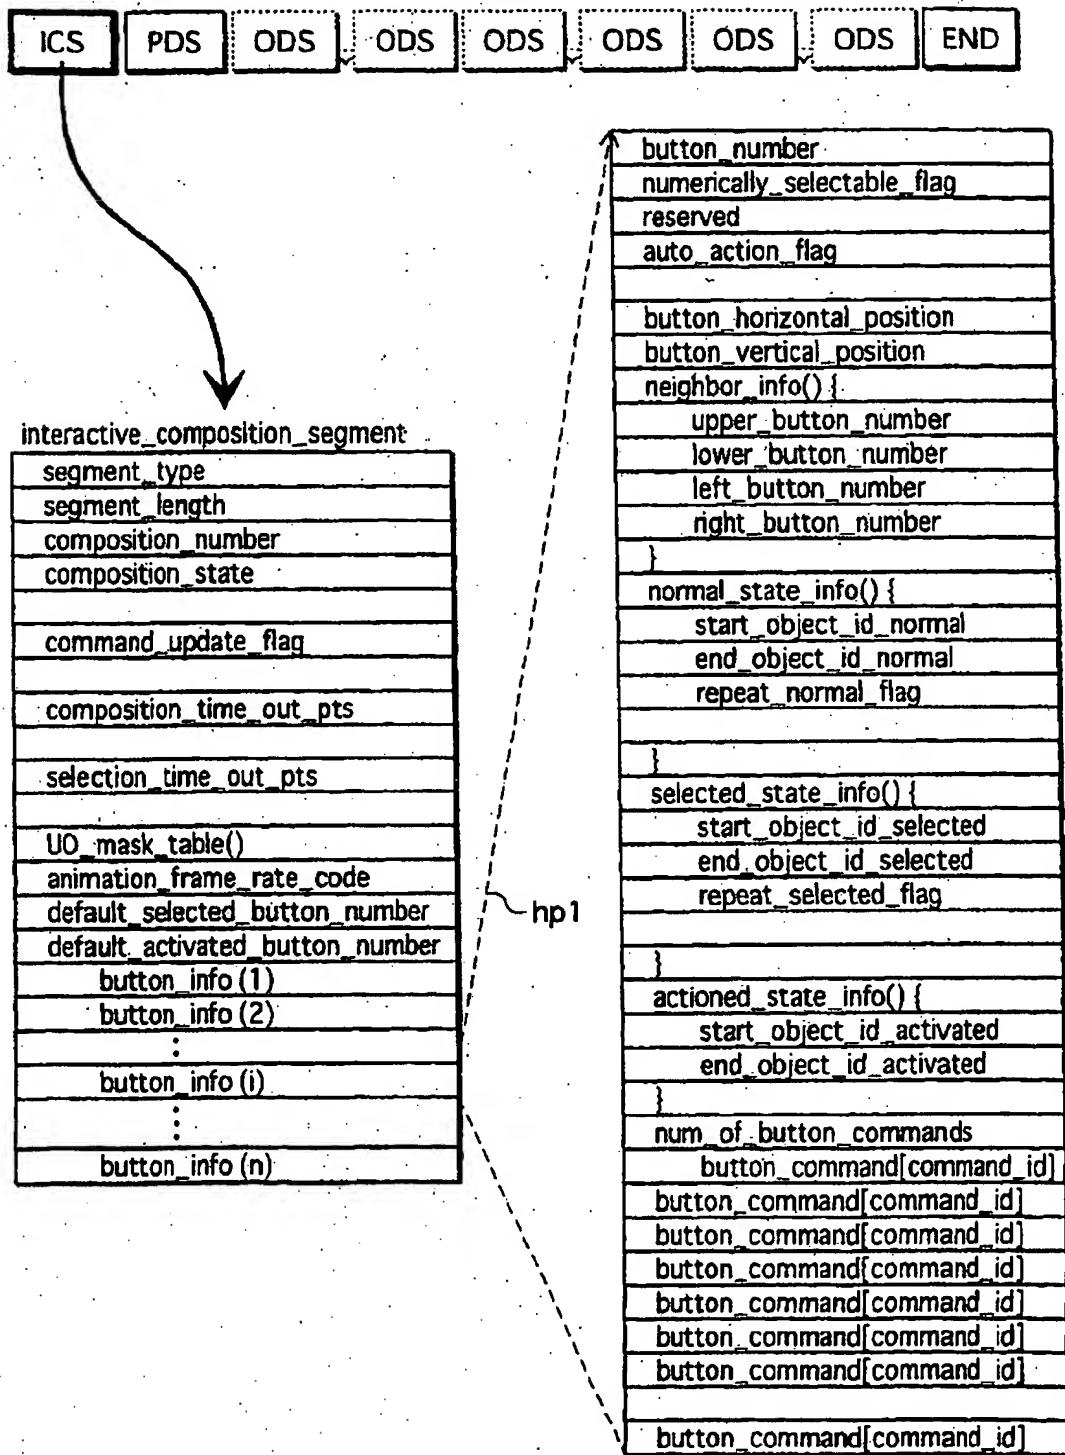 ICS PDS ODS ODS ODS ODS ODS ODS END
interactive_composition_segment
segment_type
segment_length
composition_number
composition_state
command_update_flag
composition_time_out_pts
selection_time_out_pts
UO_mask_table()
animation_frame_rate_code
default_selected_button_number
default_activated_button_number
button_info (1)
button_info (2)
⋮
button_info (i)
⋮
button_info (n)
hp1
button_number
numerically_selectable_flag
reserved
auto_action_flag
button_horizontal_position
button_vertical_position
neighbor_info() {
upper_button_number
lower_button_number
left_button_number
right_button_number
}
normal_state_info() {
start_object_id_normal
end_object_id_normal
repeat_normal_flag
}
selected_state_info() {
start_object_id_selected
end_object_id_selected
repeat_selected_flag
}
actioned_state_info() {
start_object_id_activated
end_object_id_activated
}
num_of_button_commands
button_command[command_id]
button_command[command_id]
button_command[command_id]
button_command[command_id]
button_command[command_id]
button_command[command_id]
button_command[command_id]
button_command[command_id]